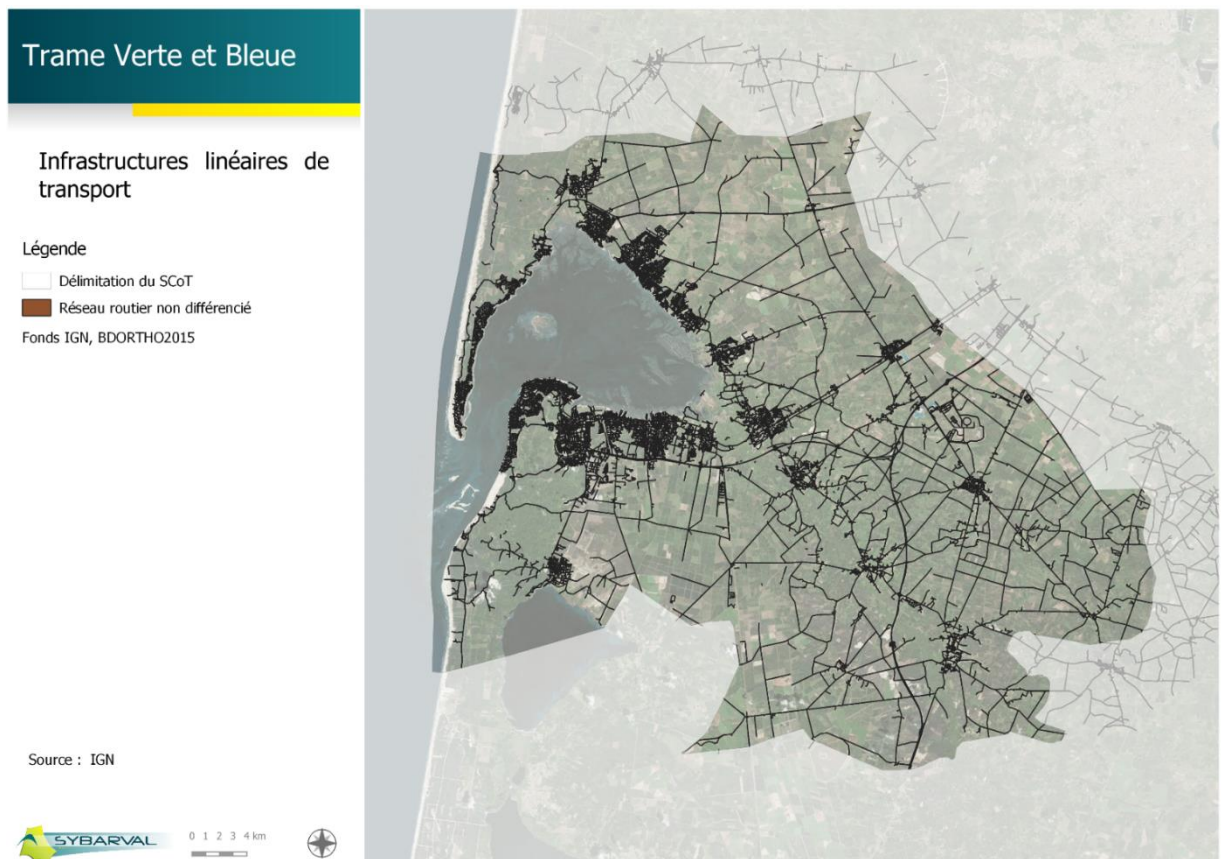 Trame Verte et Bleue
Infrastructures linéaires de
transport
Légende
Délimitation du SCoT
Réseau routier non différencié
Fonds IGN, BDORTHO2015
Source : IGN
SYBARVAL
0 1 2 3 4 km